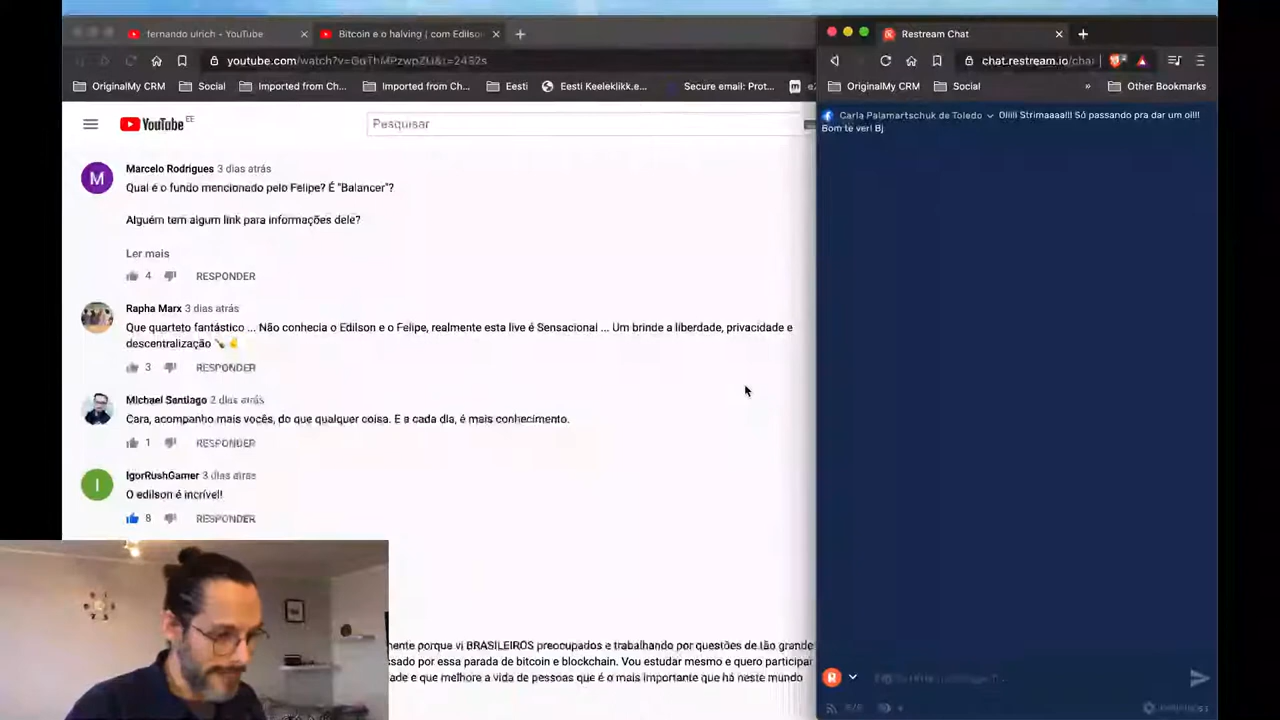 fernando ulrich - YouTube
Bitcoin e o halving | com Edilson
Restream Chat
chat.restream.io/cha
OriginalMy CRM
Social
Imported from Ch...
Imported from Ch...
Eesti
Eesti Keeleklikk.e...
Secure email: Prot...
OriginalMy CRM
Social
»
Other Bookmarks
YouTube EE
Pesquisar
Carla Palamartschuk de Toledo
Oiiii Strimaaaa!!! Só passando pra dar um oi!!!
Bom te ver! Bj
Marcelo Rodrigues 3 dias atrás
Qual é o fundo mencionado pelo Felipe? É "Balancer"?
Alguém tem algum link para informações dele?
Ler mais
4 RESPONDER
Rapha Marx 3 dias atrás
Que quarteto fantástico ... Não conhecia o Edilson e o Felipe, realmente esta live é Sensacional ... Um brinde a liberdade, privacidade e
descentralização
3 RESPONDER
Michael Santiago 2 dias atrás
Cara, acompanho mais vocês, do que qualquer coisa. E a cada dia, é mais conhecimento.
1 RESPONDER
IgorRushGamer 3 dias atrás
O edilson é incrível!
8 RESPONDER
mente porque vi BRASILEIROS preocupados e trabalhando por questões de tão grande
ssado por essa parada de bitcoin e blockchain. Vou estudar mesmo e quero participar
ade e que melhore a vida de pessoas que é o mais importante que há neste mundo